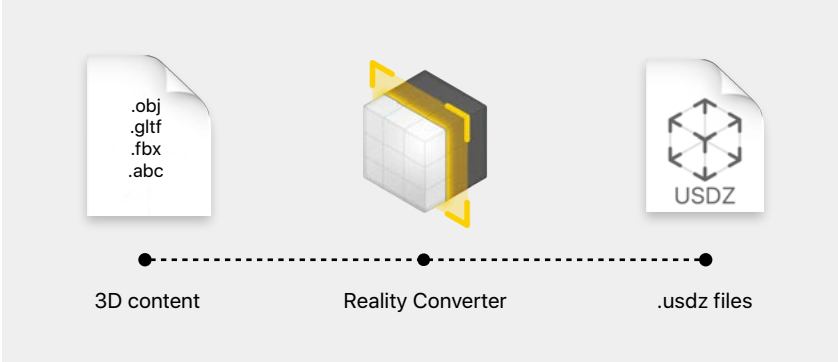 .obj
.gltf
.fbx
.abc
USDZ
3D content
Reality Converter
.usdz files